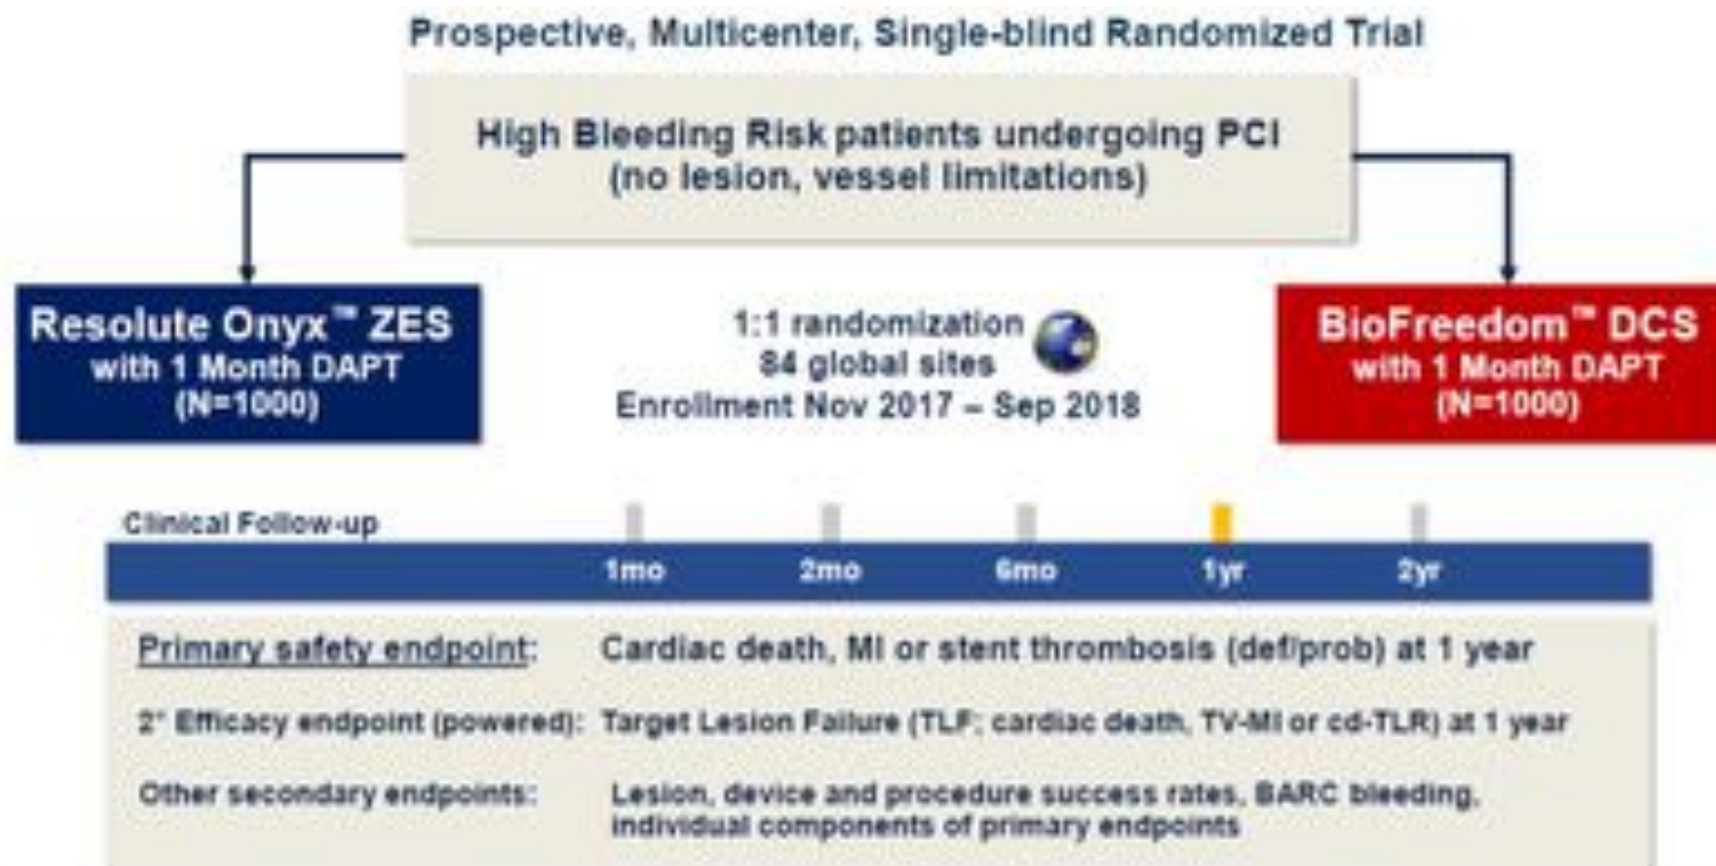 Prospective, Multicenter, Single-blind Randomized Trial
High Bleeding Risk patients undergoing PCI
(no lesion, vessel limitations)
Resolute Onyx™ ZES
with 1 Month DAPT
(N=1000)
1:1 randomization
84 global sites
Enrollment Nov 2017 – Sep 2018
BioFreedom™ DCS
with 1 Month DAPT
(N=1000)
Clinical Follow-up
1mo 2mo 6mo 1yr 2yr
Primary safety endpoint: Cardiac death, MI or stent thrombosis (def/prob) at 1 year
2° Efficacy endpoint (powered): Target Lesion Failure (TLF; cardiac death, TV-MI or cd-TLR) at 1 year
Other secondary endpoints: Lesion, device and procedure success rates, BARC bleeding,
individual components of primary endpoints